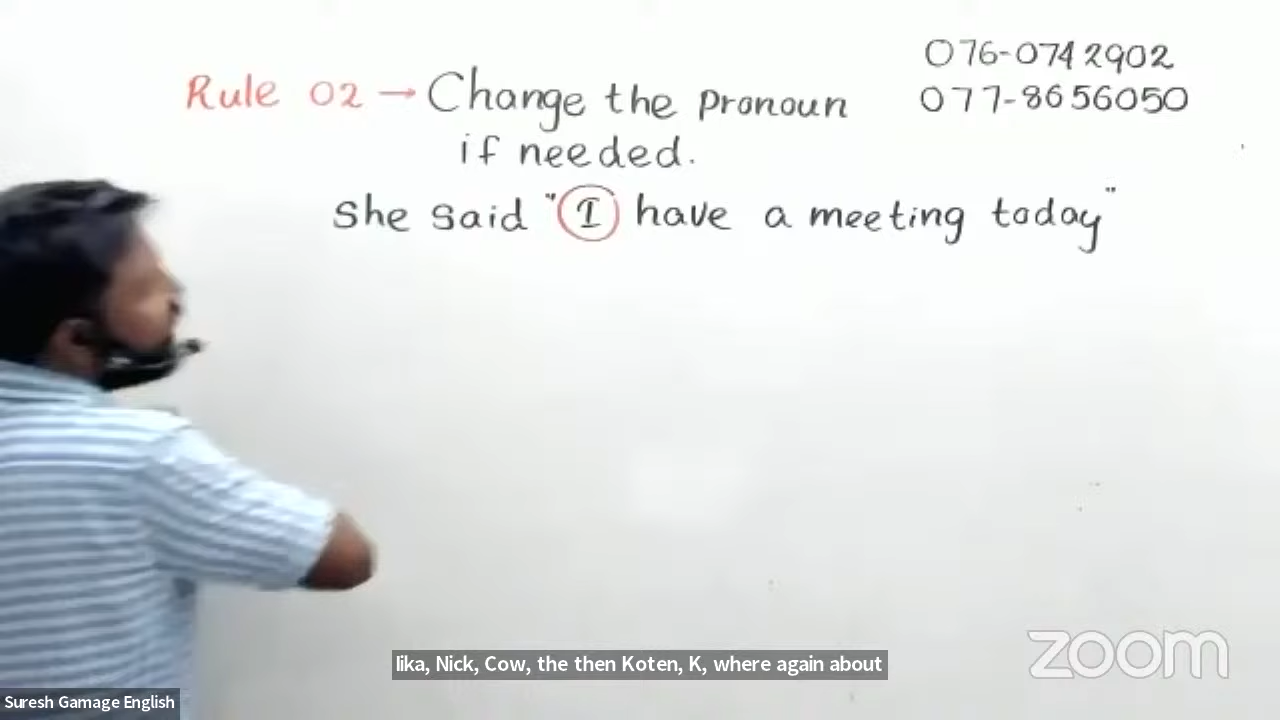 076-0742902
Rule 02 → Change the pronoun
077-8656050
if needed.
She said "I have a meeting today"
lika, Nick, Cow, the then Koten, K, where again about
zoom
Suresh Gamage English